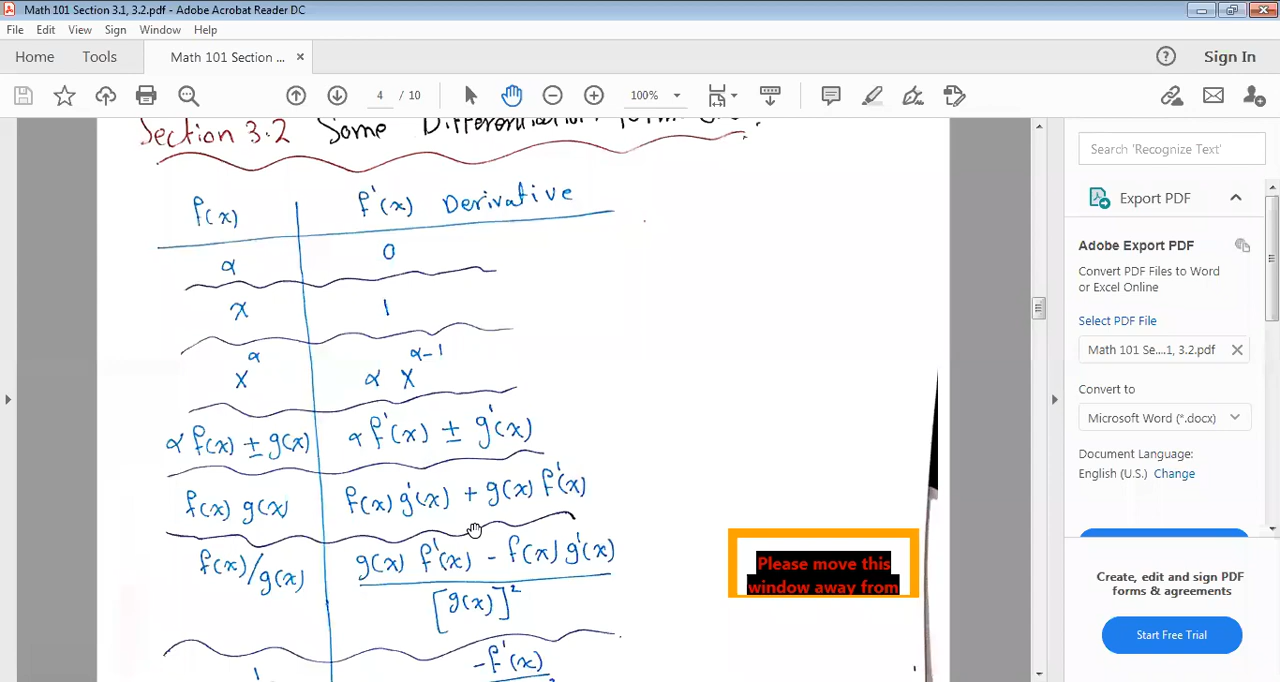 Math 101 Section 3.1, 3.2.pdf - Adobe Acrobat Reader DC
File Edit View Sign Window Help
Home Tools Math 101 Section ... × ? Sign In
4 / 10 100%
Section 3.2 Some Differentiation
f(x) f'(x) Derivative
α 0
x 1
x^α α x^(α-1)
α f(x) ± g(x) α f'(x) ± g'(x)
f(x) g(x) f(x) g'(x) + g(x) f'(x)
f(x)/g(x) g(x) f'(x) - f(x) g'(x)
[g(x)]^2
1 -f'(x)
Please move this
window away from
Search 'Recognize Text'
Export PDF
Adobe Export PDF
Convert PDF Files to Word
or Excel Online
Select PDF File
Math 101 Se....1, 3.2.pdf ×
Convert to
Microsoft Word (*.docx)
Document Language:
English (U.S.) Change
Create, edit and sign PDF
forms & agreements
Start Free Trial